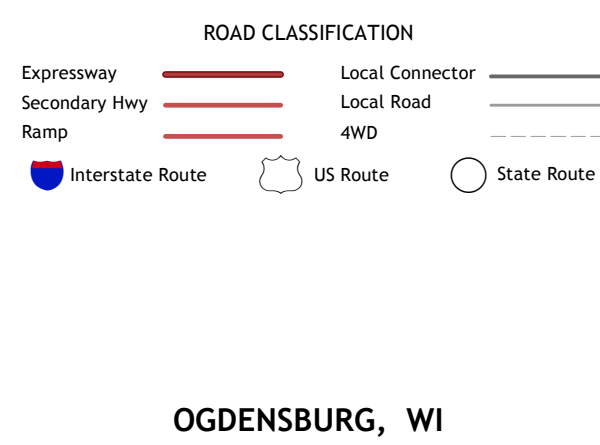 ROAD CLASSIFICATION
Expressway Local Connector
Secondary Hwy Local Road
Ramp 4WD
Interstate Route US Route State Route
OGDENSBURG, WI